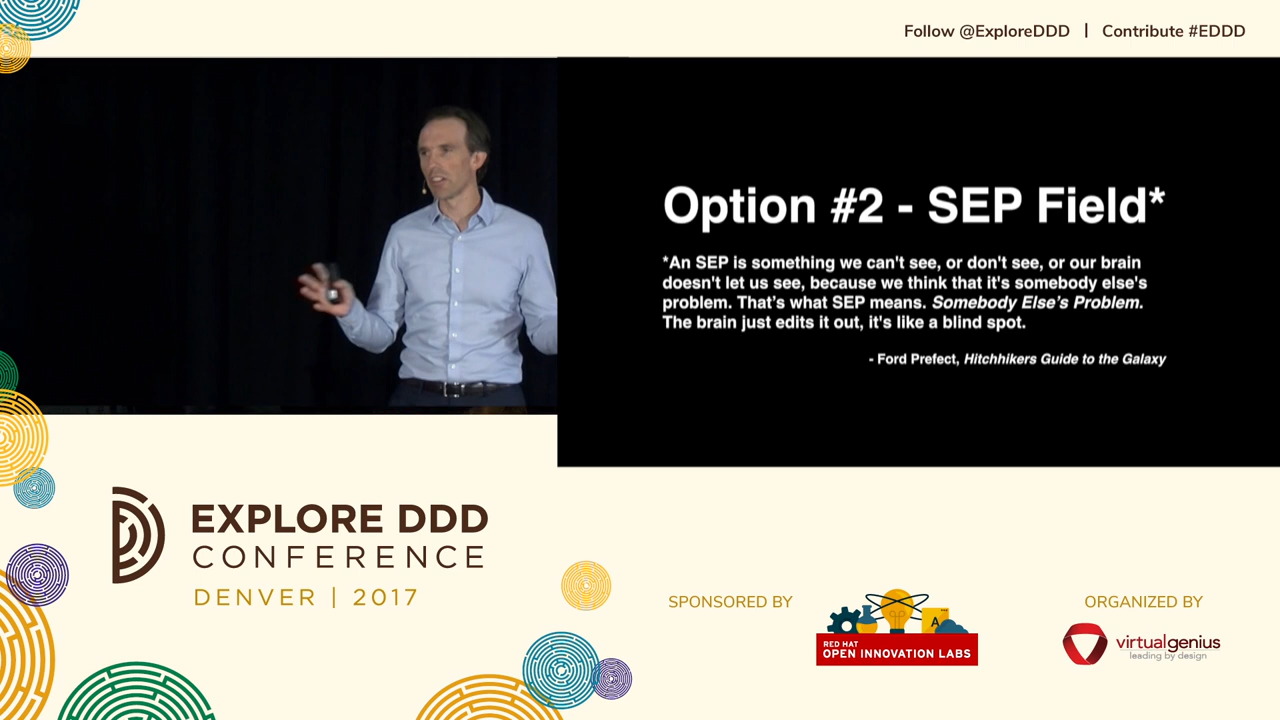 Follow @ExploreDDD | Contribute #EDDD
Option #2 - SEP Field*
*An SEP is something we can't see, or don't see, or our brain
doesn't let us see, because we think that it's somebody else's
problem. That's what SEP means. Somebody Else's Problem.
The brain just edits it out, it's like a blind spot.
- Ford Prefect, Hitchhikers Guide to the Galaxy
EXPLORE DDD
CONFERENCE
DENVER | 2017
SPONSORED BY
A
RED HAT
OPEN INNOVATION LABS
ORGANIZED BY
virtualgenius
leading by design